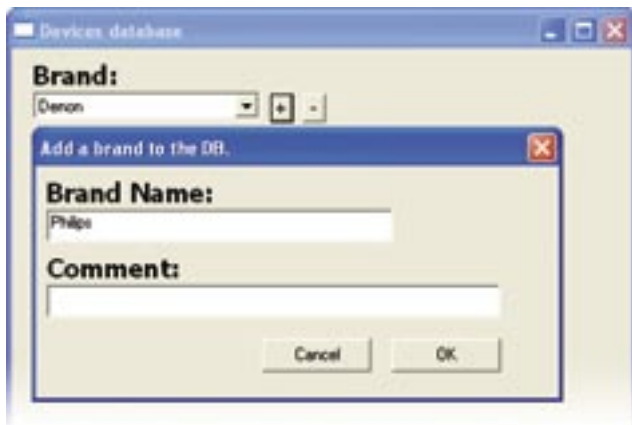 Devices database
Brand:
Denon
+ -
Add a brand to the DB.
Brand Name:
Philips
Comment:
Cancel OK